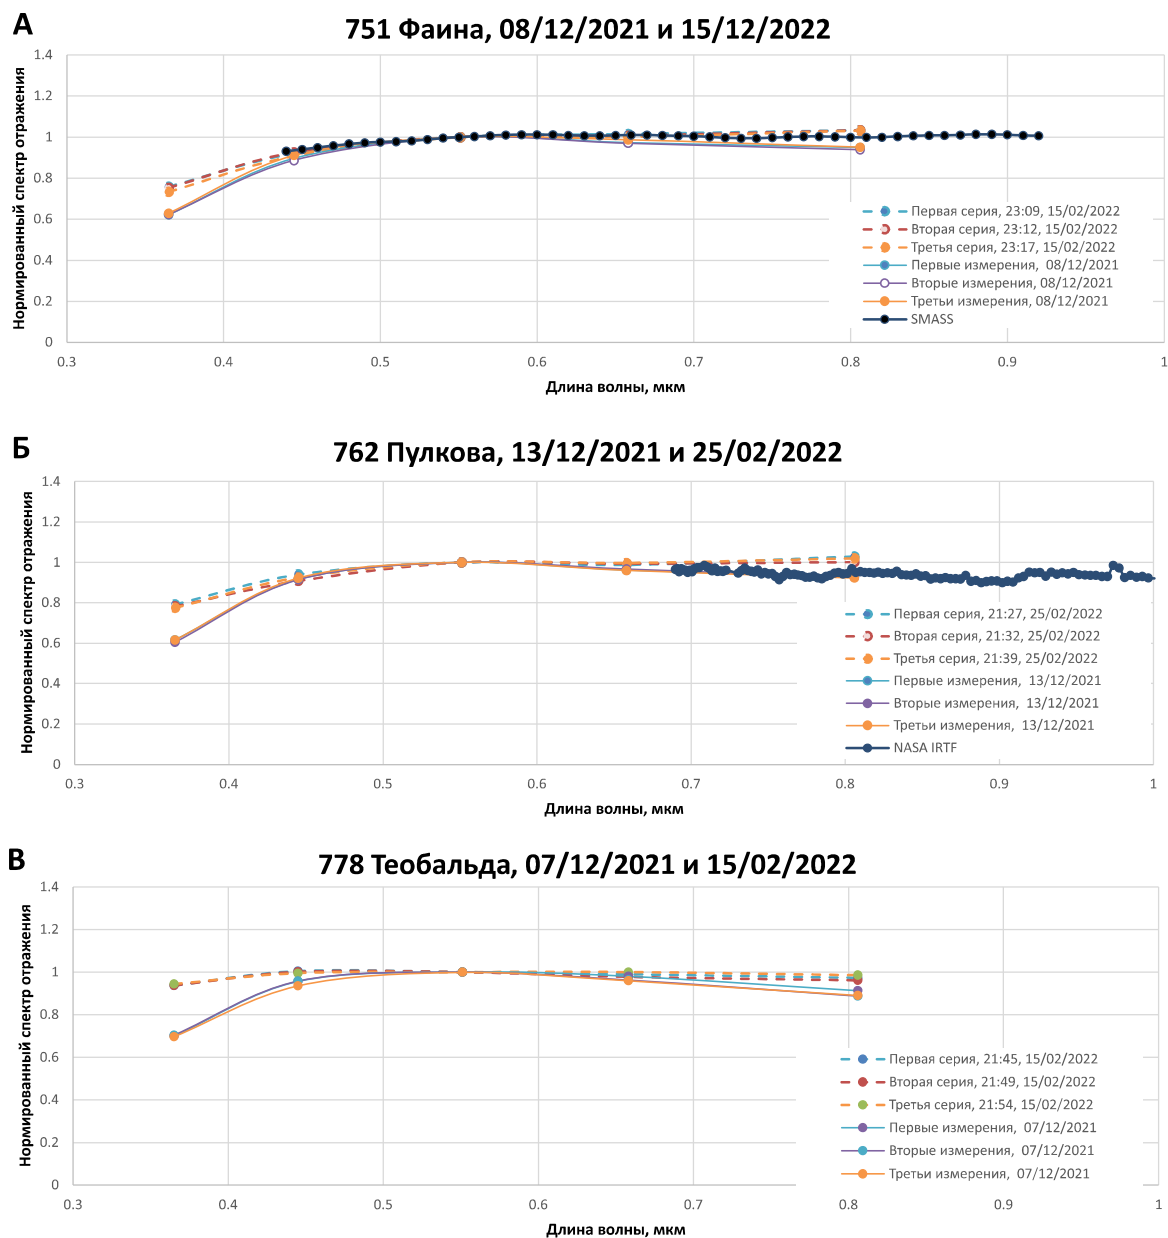 А
751 Фаина, 08/12/2021 и 15/12/2022
Нормированный спектр отражения
1.4
1.2
1
0.8
0.6
0.4
0.2
0
0.3
0.4
0.5
0.6
0.7
0.8
0.9
1
Длина волны, мкм
Первая серия, 23:09, 15/02/2022
Вторая серия, 23:12, 15/02/2022
Третья серия, 23:17, 15/02/2022
Первые измерения, 08/12/2021
Вторые измерения, 08/12/2021
Третьи измерения, 08/12/2021
SMASS
Б
762 Пулкова, 13/12/2021 и 25/02/2022
Нормированный спектр отражения
1.4
1.2
1
0.8
0.6
0.4
0.2
0
0.3
0.4
0.5
0.6
0.7
0.8
0.9
1
Длина волны, мкм
Первая серия, 21:27, 25/02/2022
Вторая серия, 21:32, 25/02/2022
Третья серия, 21:39, 25/02/2022
Первые измерения, 13/12/2021
Вторые измерения, 13/12/2021
Третьи измерения, 13/12/2021
NASA IRTF
В
778 Теобальда, 07/12/2021 и 15/02/2022
Нормированный спектр отражения
1.4
1.2
1
0.8
0.6
0.4
0.2
0
0.3
0.4
0.5
0.6
0.7
0.8
0.9
1
Длина волны, мкм
Первая серия, 21:45, 15/02/2022
Вторая серия, 21:49, 15/02/2022
Третья серия, 21:54, 15/02/2022
Первые измерения, 07/12/2021
Вторые измерения, 07/12/2021
Третьи измерения, 07/12/2021